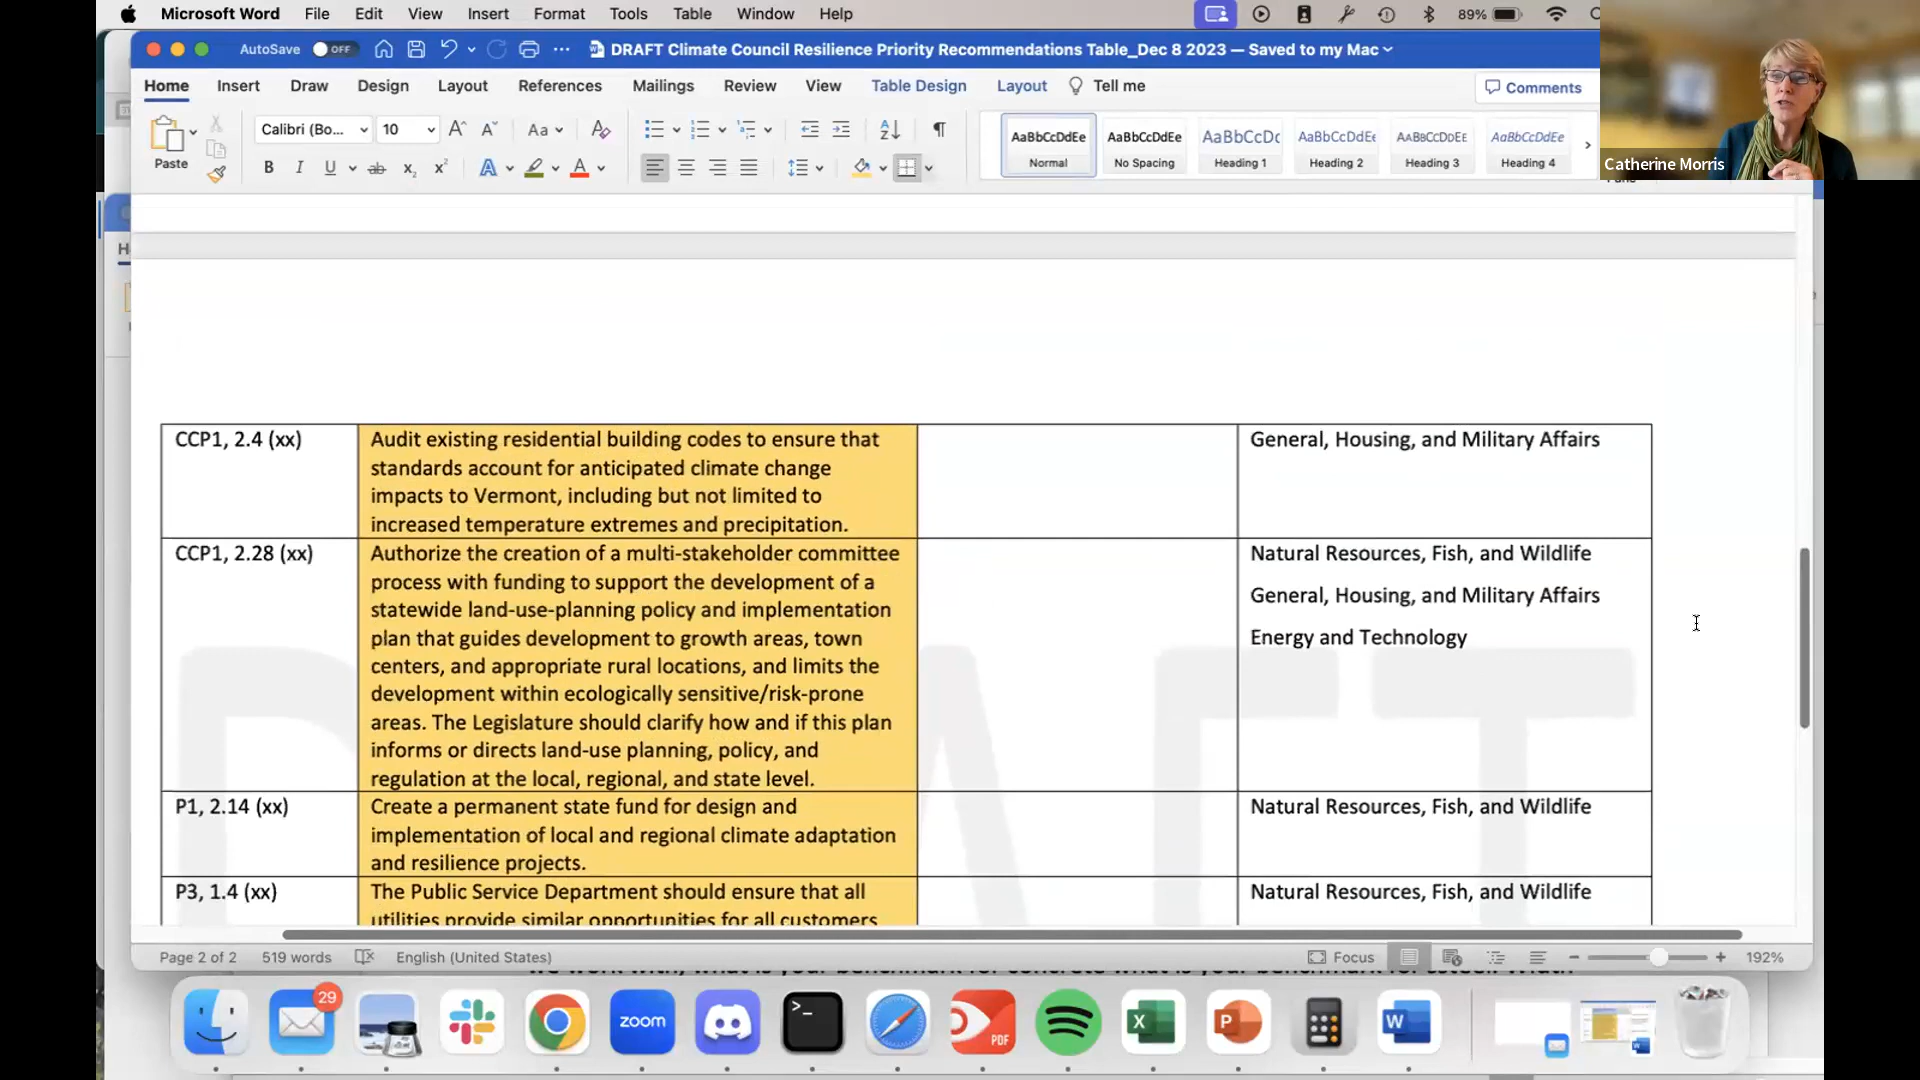 Microsoft Word File Edit View Insert Format Tools Table Window Help 89%
AutoSave OFF DRAFT Climate Council Resilience Priority Recommendations Table_Dec 8 2023 — Saved to my Mac
Home Insert Draw Design Layout References Mailings Review View Table Design Layout Tell me Comments
Paste
Calibri (Bo... 10
AaBbCcDdEe AaBbCcDdEe AaBbCcDc AaBbCcDdEe AaBbCcDdEe AaBbCcDdEe
Normal No Spacing Heading 1 Heading 2 Heading 3 Heading 4
Catherine Morris
CCP1, 2.4 (xx)
Audit existing residential building codes to ensure that
standards account for anticipated climate change
impacts to Vermont, including but not limited to
increased temperature extremes and precipitation.
General, Housing, and Military Affairs
CCP1, 2.28 (xx)
Authorize the creation of a multi-stakeholder committee
process with funding to support the development of a
statewide land-use-planning policy and implementation
plan that guides development to growth areas, town
centers, and appropriate rural locations, and limits the
development within ecologically sensitive/risk-prone
areas. The Legislature should clarify how and if this plan
informs or directs land-use planning, policy, and
regulation at the local, regional, and state level.
Natural Resources, Fish, and Wildlife
General, Housing, and Military Affairs
Energy and Technology
P1, 2.14 (xx)
Create a permanent state fund for design and
implementation of local and regional climate adaptation
and resilience projects.
Natural Resources, Fish, and Wildlife
P3, 1.4 (xx)
The Public Service Department should ensure that all
utilities provide similar opportunities for all customers
Natural Resources, Fish, and Wildlife
DRAFT
Page 2 of 2 519 words English (United States) Focus 192%
29
zoom
PDF